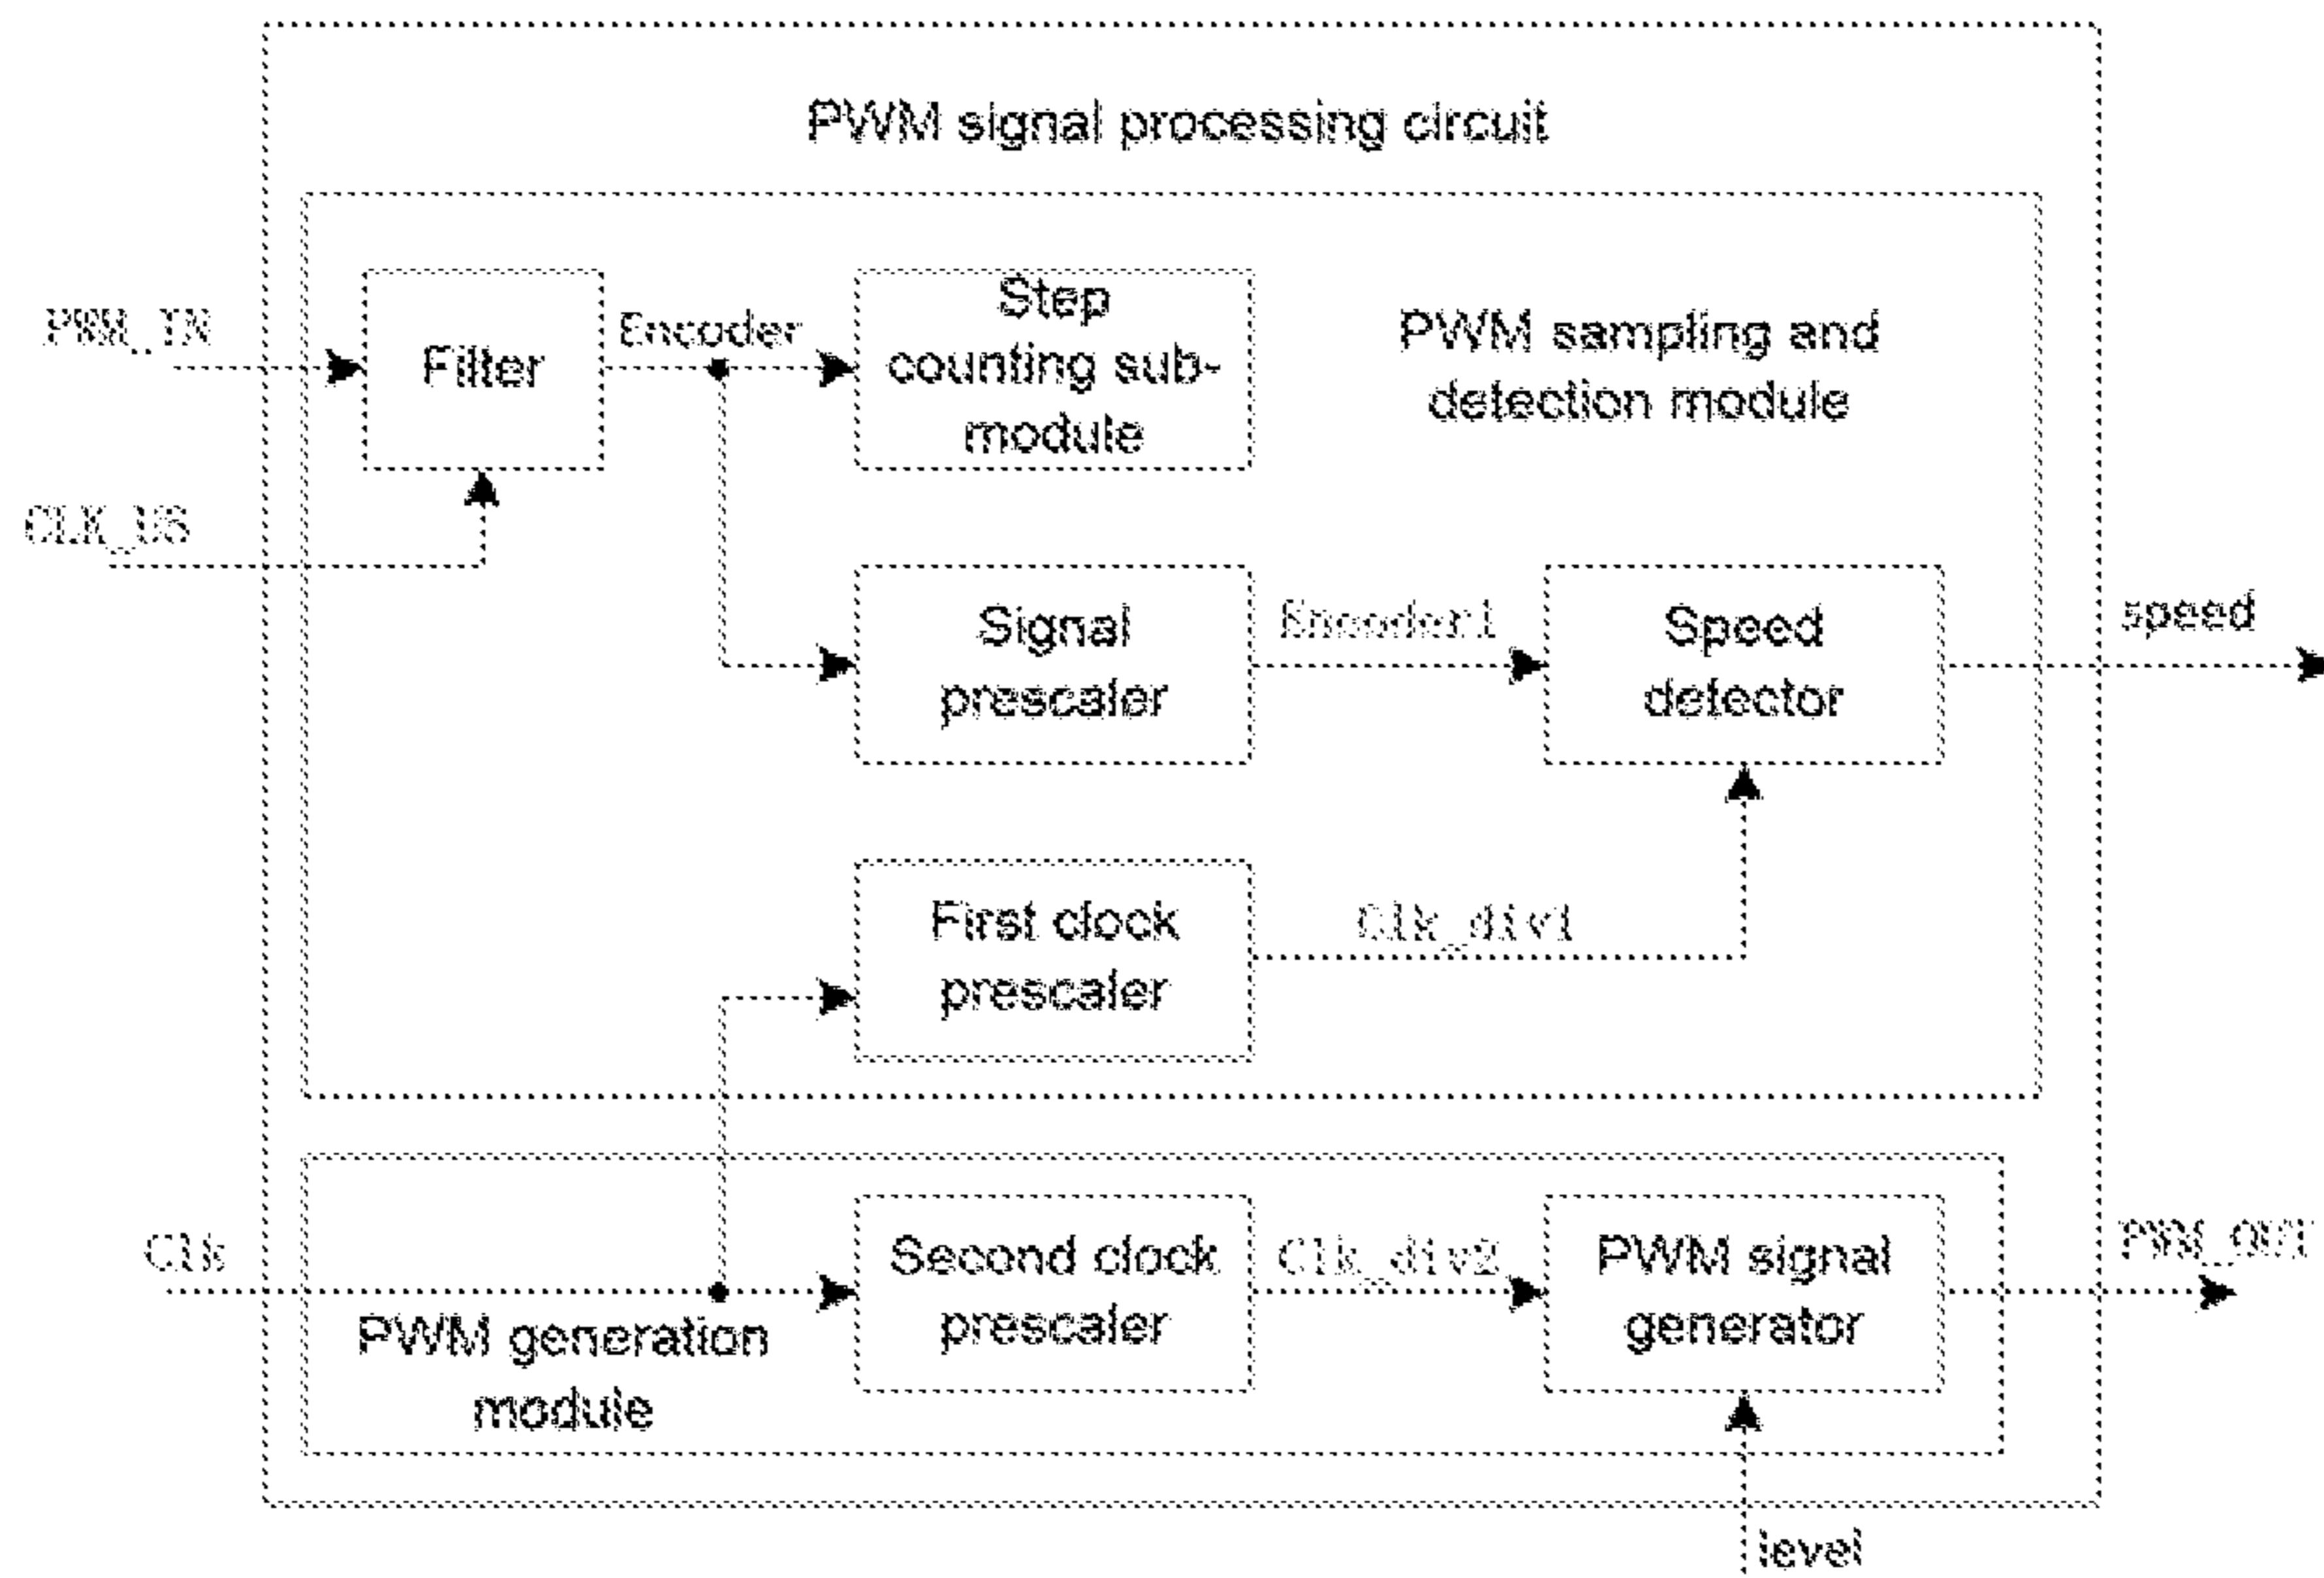 PWM signal processing circuit
PWM_IN
Filter
Encoder
Step
counting sub-
module
PWM sampling and
detection module
CLK_US
Signal
prescaler
Encoder1
Speed
detector
speed
First clock
prescaler
Clk_div1
Clk
PWM generation
module
Second clock
prescaler
Clk_div2
PWM signal
generator
PWM_OUT
level